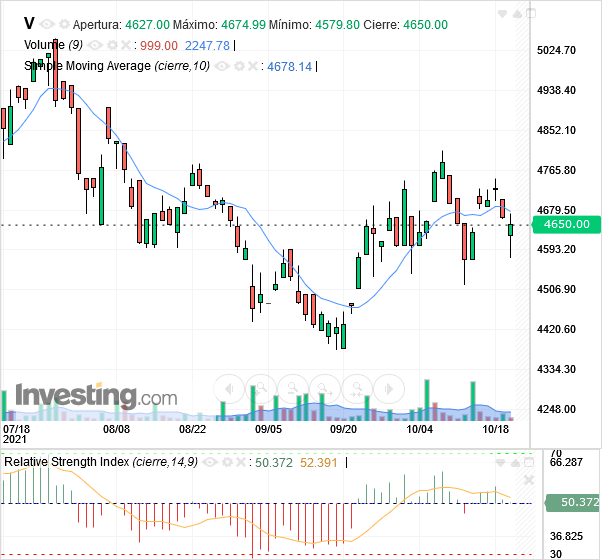 V Apertura: 4627.00 Máximo: 4674.99 Mínimo: 4579.80 Cierre: 4650.00
Volume (9) : 999.00 2247.78 |
Simple Moving Average (cierre,10) : 4678.14 |
5024.70
4938.40
4852.10
4765.80
4679.50
4650.00
4593.20
4506.90
4420.60
4334.30
4248.00
Investing.com
07/18 08/08 08/22 09/05 09/20 10/04 10/18
2021
70
Relative Strength Index (cierre,14,9) : 50.372 52.391 | 66.287
50.372
36.825
30